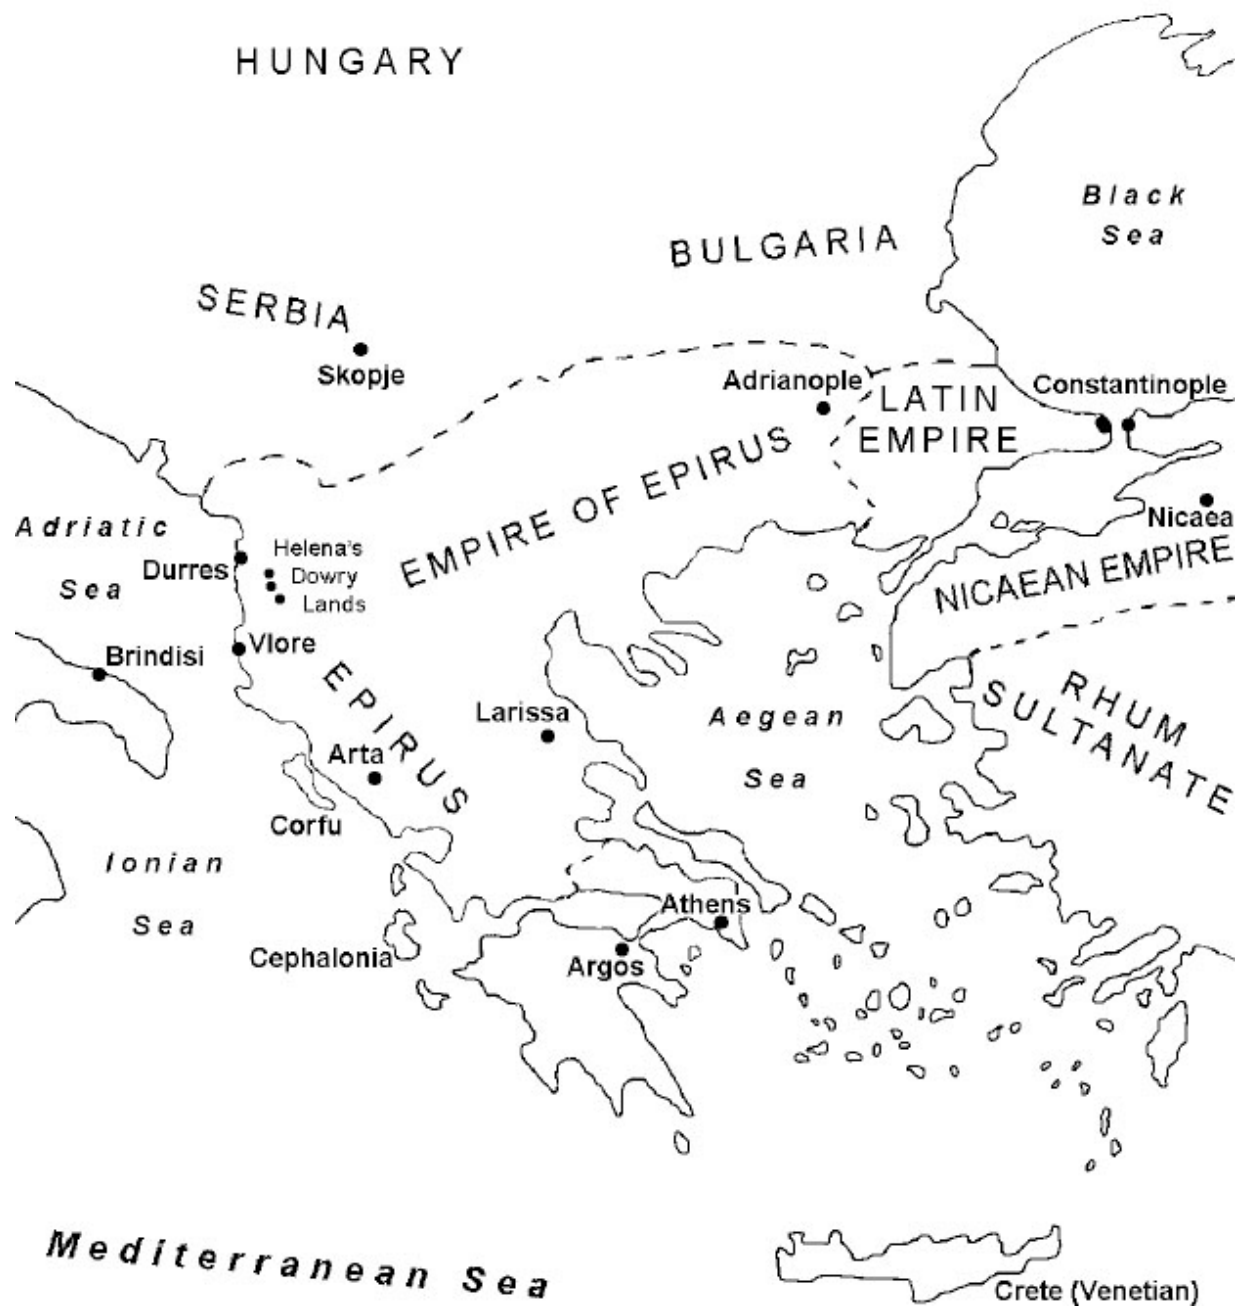 HUNGARY
Black
Sea
BULGARIA
SERBIA
Skopje
Adrianople
Constantinople
LATIN
EMPIRE
EMPIRE OF EPIRUS
Adriatic
Sea
Durres
Helena's
Dowry
Lands
Nicaea
NICAEAN EMPIRE
Vlore
Brindisi
EPIRUS
Larissa
Aegean
Sea
RHUM
SULTANATE
Arta
Corfu
Ionian
Sea
Athens
Cephalonia
Argos
Mediterranean Sea
Crete (Venetian)